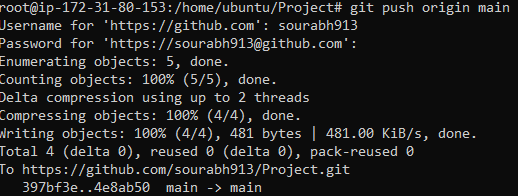 root@ip-172-31-80-153:/home/ubuntu/Project# git push origin main
Username for 'https://github.com': sourabh913
Password for 'https://sourabh913@github.com':
Enumerating objects: 5, done.
Counting objects: 100% (5/5), done.
Delta compression using up to 2 threads
Compressing objects: 100% (4/4), done.
Writing objects: 100% (4/4), 481 bytes | 481.00 KiB/s, done.
Total 4 (delta 0), reused 0 (delta 0), pack-reused 0
To https://github.com/sourabh913/Project.git
   397bf3e..4e8ab50  main -> main